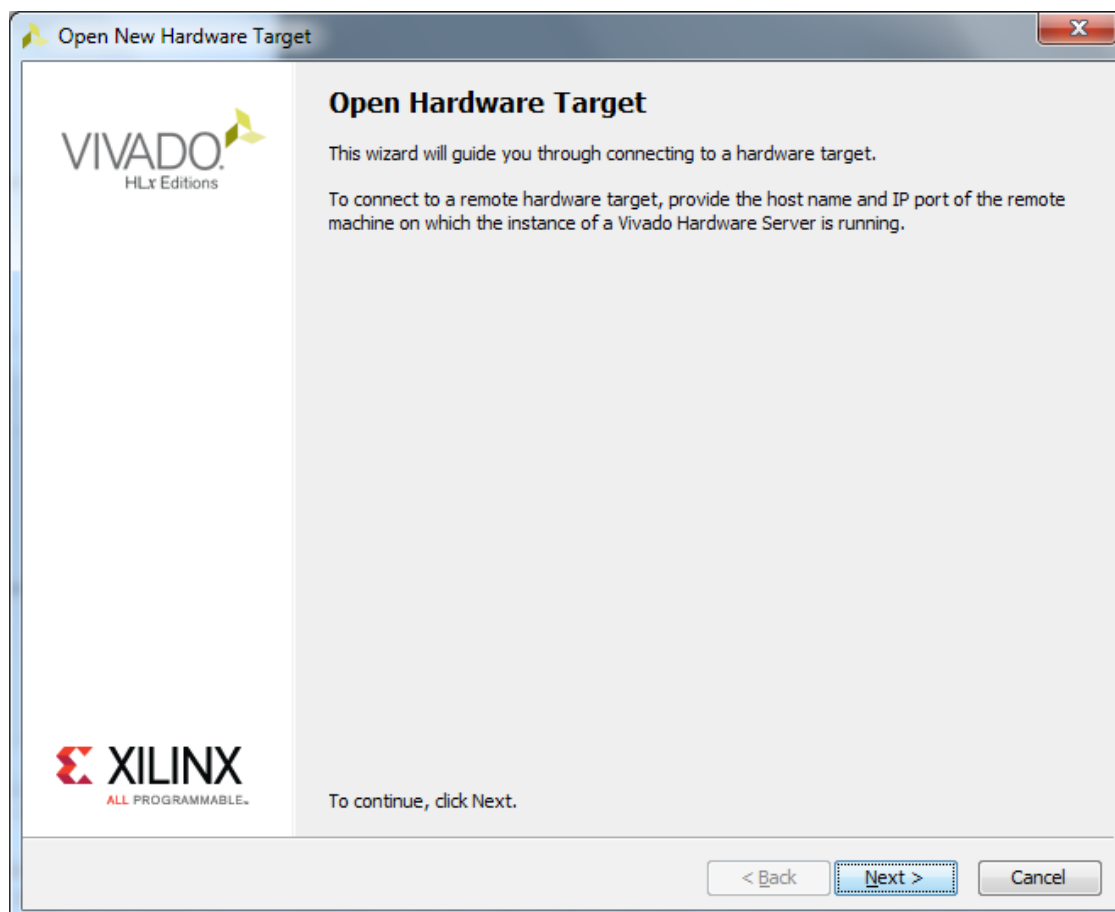 Open New Hardware Target
VIVADO.
HLx Editions
Open Hardware Target
This wizard will guide you through connecting to a hardware target.
To connect to a remote hardware target, provide the host name and IP port of the remote
machine on which the instance of a Vivado Hardware Server is running.
XILINX
ALL PROGRAMMABLE™
To continue, click Next.
< Back
Next >
Cancel